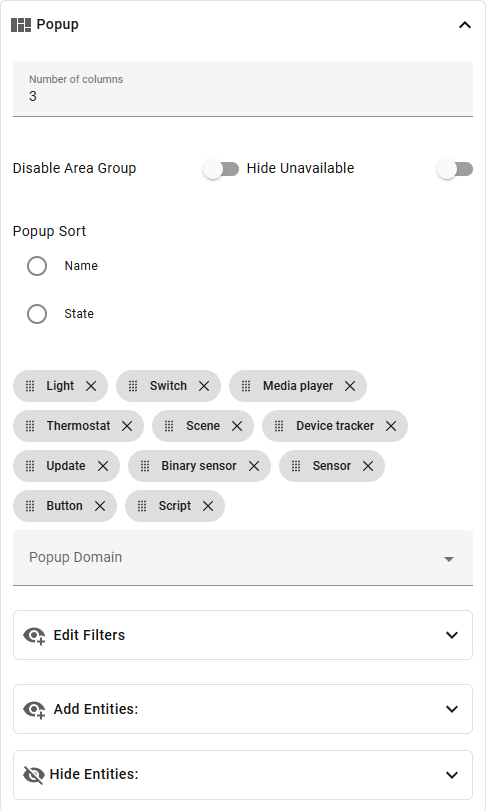 Popup
Number of columns
3
Disable Area Group Hide Unavailable
Popup Sort
Name
State
Light Switch Media player
Thermostat Scene Device tracker
Update Binary sensor Sensor
Button Script
Popup Domain
Edit Filters
Add Entities:
Hide Entities: